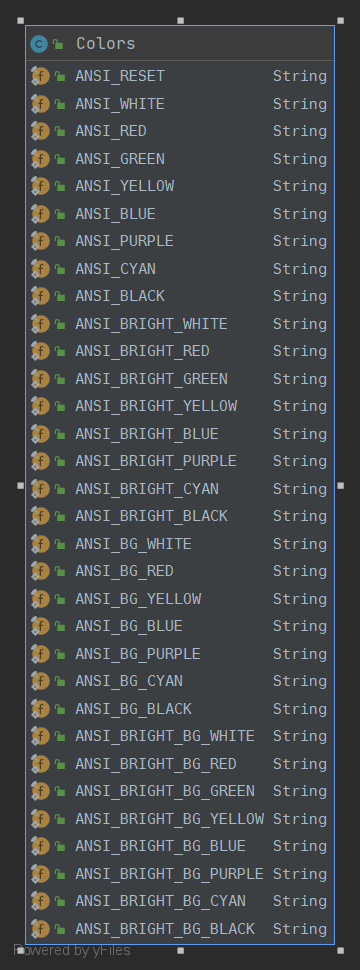 Colors
ANSI_RESET String
ANSI_WHITE String
ANSI_RED String
ANSI_GREEN String
ANSI_YELLOW String
ANSI_BLUE String
ANSI_PURPLE String
ANSI_CYAN String
ANSI_BLACK String
ANSI_BRIGHT_WHITE String
ANSI_BRIGHT_RED String
ANSI_BRIGHT_GREEN String
ANSI_BRIGHT_YELLOW String
ANSI_BRIGHT_BLUE String
ANSI_BRIGHT_PURPLE String
ANSI_BRIGHT_CYAN String
ANSI_BRIGHT_BLACK String
ANSI_BG_WHITE String
ANSI_BG_RED String
ANSI_BG_YELLOW String
ANSI_BG_BLUE String
ANSI_BG_PURPLE String
ANSI_BG_CYAN String
ANSI_BG_BLACK String
ANSI_BRIGHT_BG_WHITE String
ANSI_BRIGHT_BG_RED String
ANSI_BRIGHT_BG_GREEN String
ANSI_BRIGHT_BG_YELLOW String
ANSI_BRIGHT_BG_BLUE String
ANSI_BRIGHT_BG_PURPLE String
ANSI_BRIGHT_BG_CYAN String
ANSI_BRIGHT_BG_BLACK String
Powered by yFiles